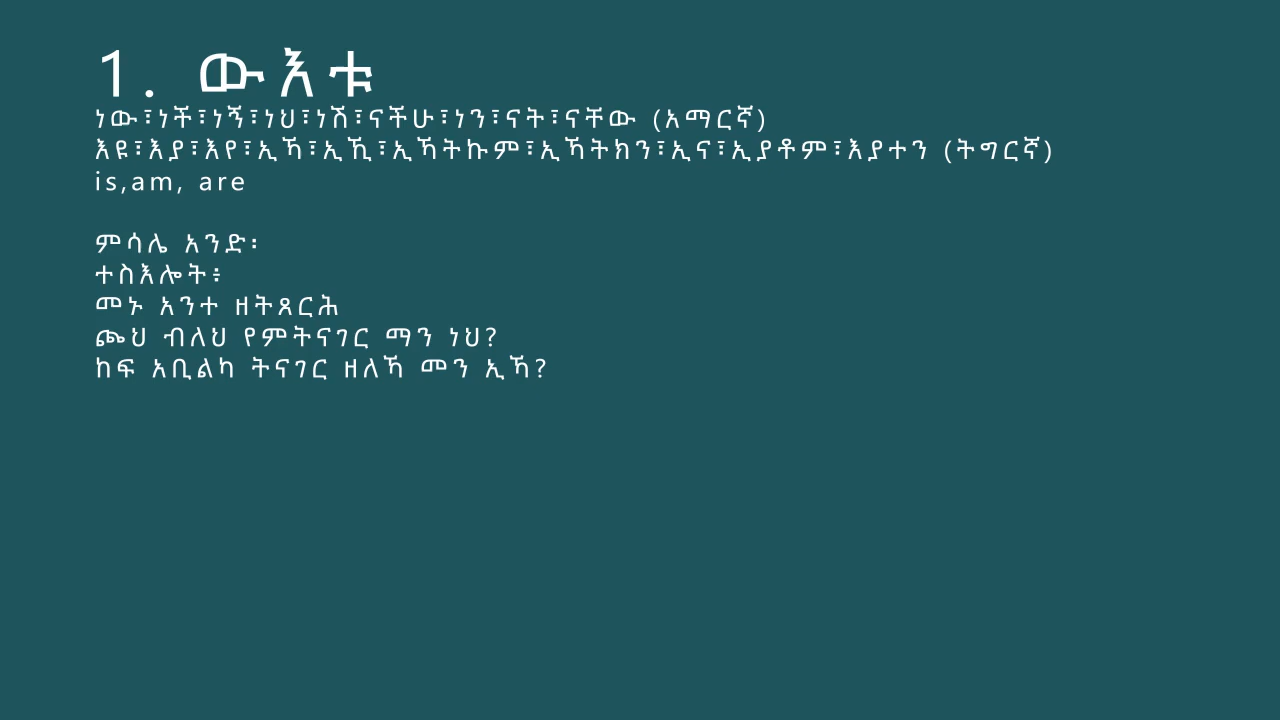 1. ውእቱ
ነው፣ነች፣ነኝ፣ነህ፣ነሽ፣ናችሁ፣ነን፣ናት፣ናቸው (አማርኛ)
እዩ፣እያ፣እየ፣ኢኻ፣ኢኺ፣ኢኻትኩም፣ኢኻትክን፣ኢና፣ኢያቶም፣እያተን (ትግርኛ)
is,am, are
ምሳሌ አንድ፡
ተስእሎት፥
መኑ አንተ ዘትጸርሕ
ጮህ ብለህ የምትናገር ማን ነህ?
ከፍ አቢልካ ትናገር ዘለኻ መን ኢኻ?